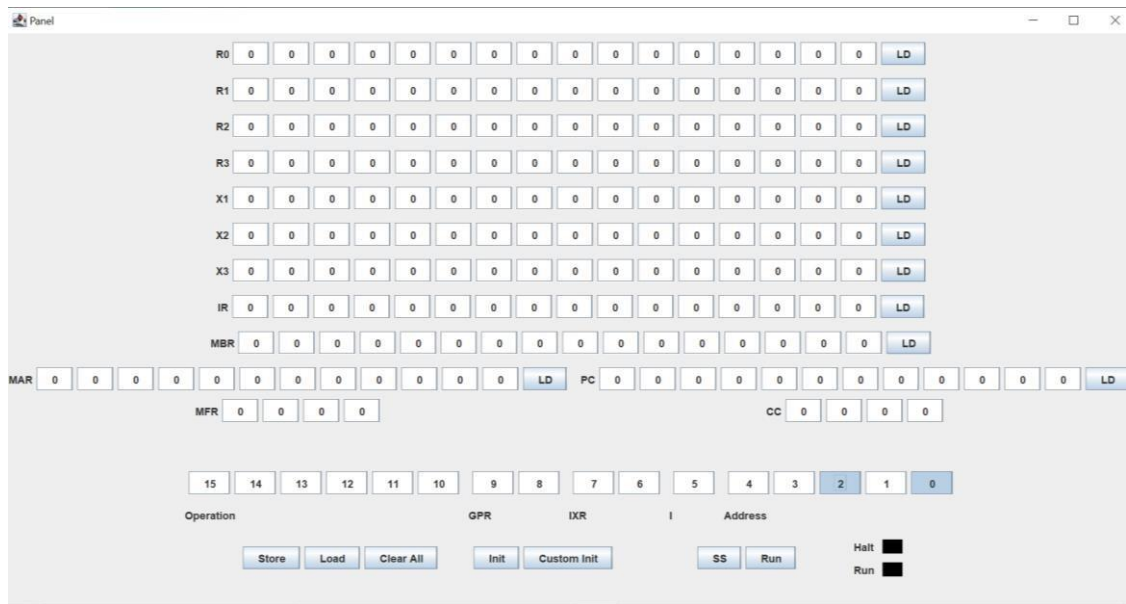 Panel
R0 0 0 0 0 0 0 0 0 0 0 0 0 0 0 0 0 LD
R1 0 0 0 0 0 0 0 0 0 0 0 0 0 0 0 0 LD
R2 0 0 0 0 0 0 0 0 0 0 0 0 0 0 0 0 LD
R3 0 0 0 0 0 0 0 0 0 0 0 0 0 0 0 0 LD
X1 0 0 0 0 0 0 0 0 0 0 0 0 0 0 0 0 LD
X2 0 0 0 0 0 0 0 0 0 0 0 0 0 0 0 0 LD
X3 0 0 0 0 0 0 0 0 0 0 0 0 0 0 0 0 LD
IR 0 0 0 0 0 0 0 0 0 0 0 0 0 0 0 0 LD
MBR 0 0 0 0 0 0 0 0 0 0 0 0 0 0 0 0 LD
MAR 0 0 0 0 0 0 0 0 0 0 0 0 LD PC 0 0 0 0 0 0 0 0 0 0 0 0 LD
MFR 0 0 0 0 CC 0 0 0 0
15 14 13 12 11 10 9 8 7 6 5 4 3 2 1 0
Operation GPR IXR I Address
Store Load Clear All Init Custom Init SS Run Halt
Run